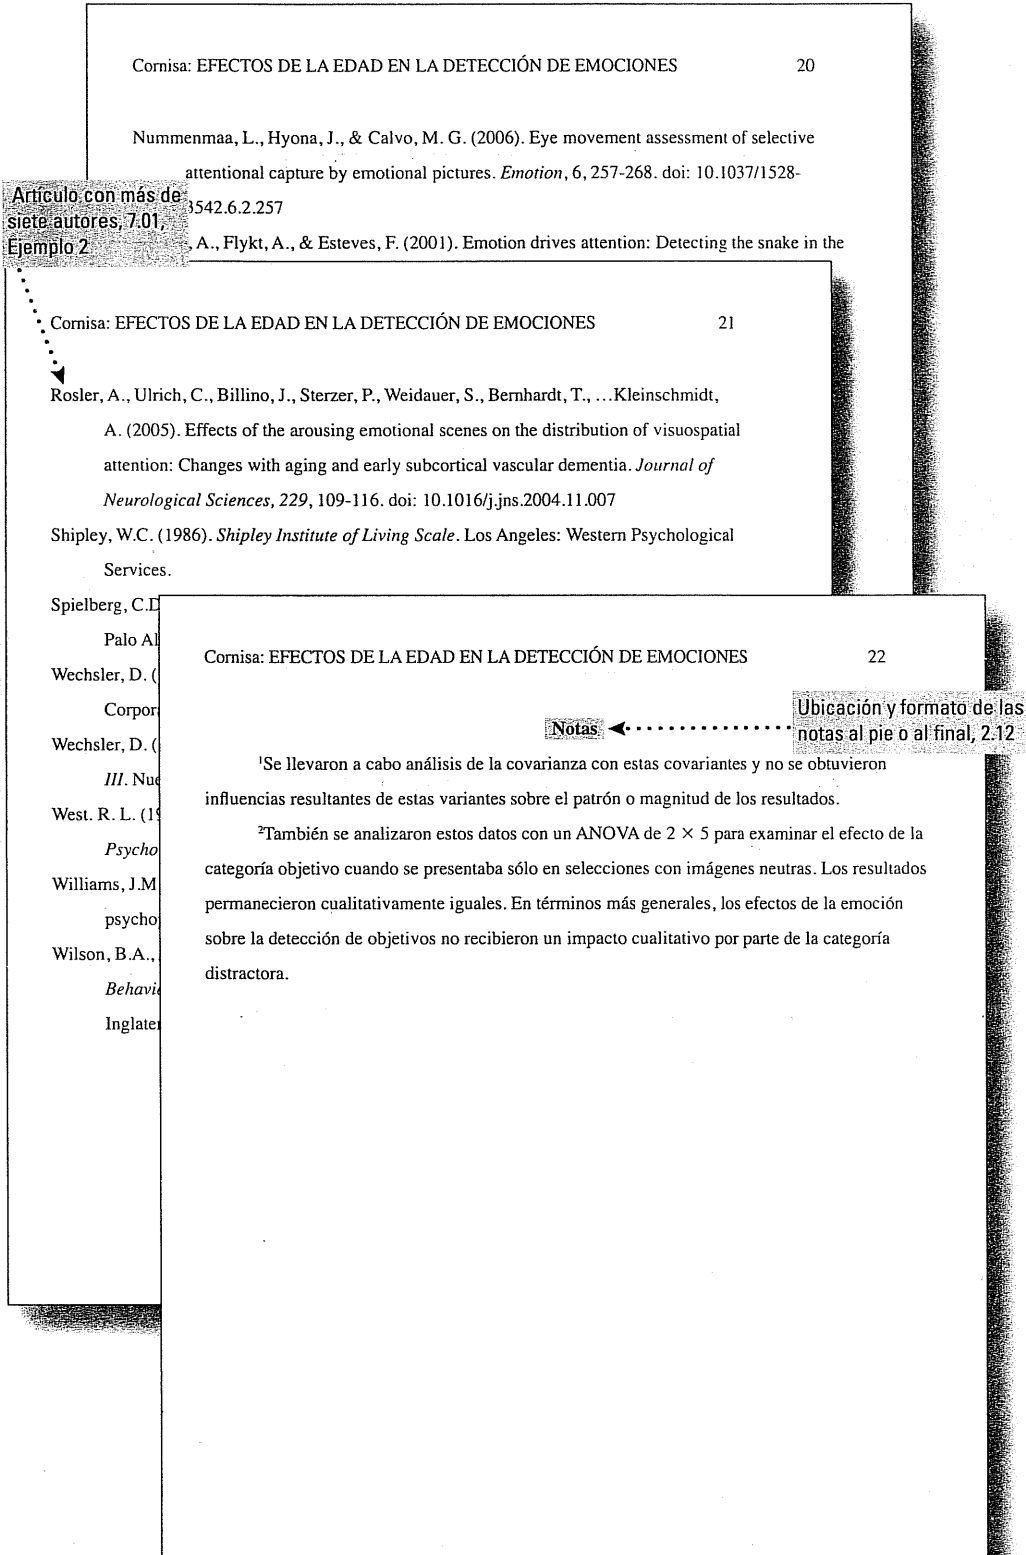 Cornisa: EFECTOS DE LA EDAD EN LA DETECCIÓN DE EMOCIONES 20
Nummenmaa, L., Hyona, J., & Calvo, M. G. (2006). Eye movement assessment of selective
attentional capture by emotional pictures. Emotion, 6, 257-268. doi: 10.1037/1528-
3542.6.2.257
, A., Flykt, A., & Esteves, F. (2001). Emotion drives attention: Detecting the snake in the
Artículo con más de
siete autores, 7.01,
Ejemplo 2
Cornisa: EFECTOS DE LA EDAD EN LA DETECCIÓN DE EMOCIONES 21
Rosler, A., Ulrich, C., Billino, J., Sterzer, P., Weidauer, S., Bernhardt, T., …Kleinschmidt,
A. (2005). Effects of the arousing emotional scenes on the distribution of visuospatial
attention: Changes with aging and early subcortical vascular dementia. Journal of
Neurological Sciences, 229, 109-116. doi: 10.1016/j.jns.2004.11.007
Shipley, W.C. (1986). Shipley Institute of Living Scale. Los Angeles: Western Psychological
Services.
Spielberg, C.D
Palo Al
Wechsler, D. (
Corpor
Wechsler, D. (
III. Nue
West. R. L. (19
Psycho
Williams, J.M
psycho
Wilson, B.A.,
Behavi
Inglater
Cornisa: EFECTOS DE LA EDAD EN LA DETECCIÓN DE EMOCIONES 22
Notas
Ubicación y formato de las
notas al pie o al final, 2.12
¹Se llevaron a cabo análisis de la covarianza con estas covariantes y no se obtuvieron
influencias resultantes de estas variantes sobre el patrón o magnitud de los resultados.
²También se analizaron estos datos con un ANOVA de 2 × 5 para examinar el efecto de la
categoría objetivo cuando se presentaba sólo en selecciones con imágenes neutras. Los resultados
permanecieron cualitativamente iguales. En términos más generales, los efectos de la emoción
sobre la detección de objetivos no recibieron un impacto cualitativo por parte de la categoría
distractora.